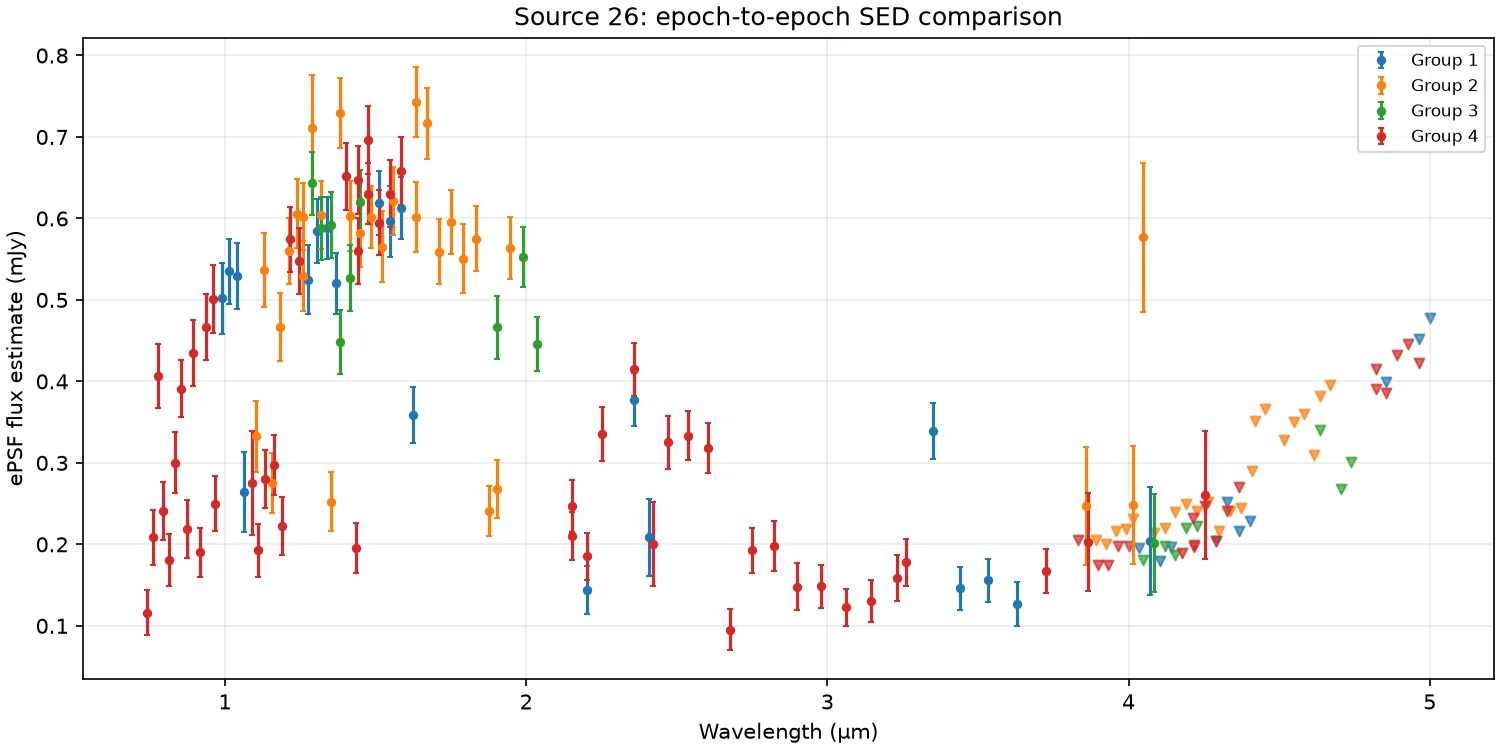 Source 26: epoch-to-epoch SED comparison
ePSF flux estimate (mJy)
0.8
0.7
0.6
0.5
0.4
0.3
0.2
0.1
Group 1
Group 2
Group 3
Group 4
1
2
3
4
5
Wavelength (μm)